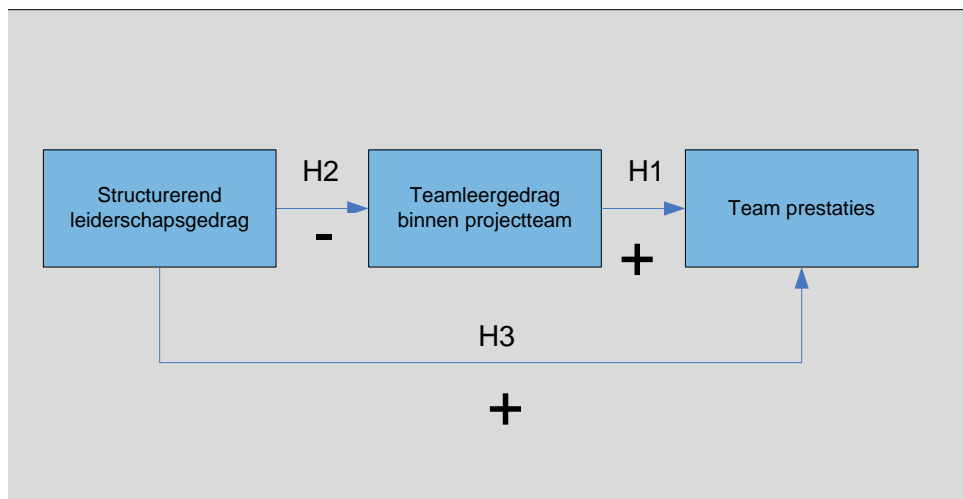 Structurerend
leiderschapsgedrag
H2
-
Teamleergedrag
binnen projectteam
H1
+
Team prestaties
H3
+